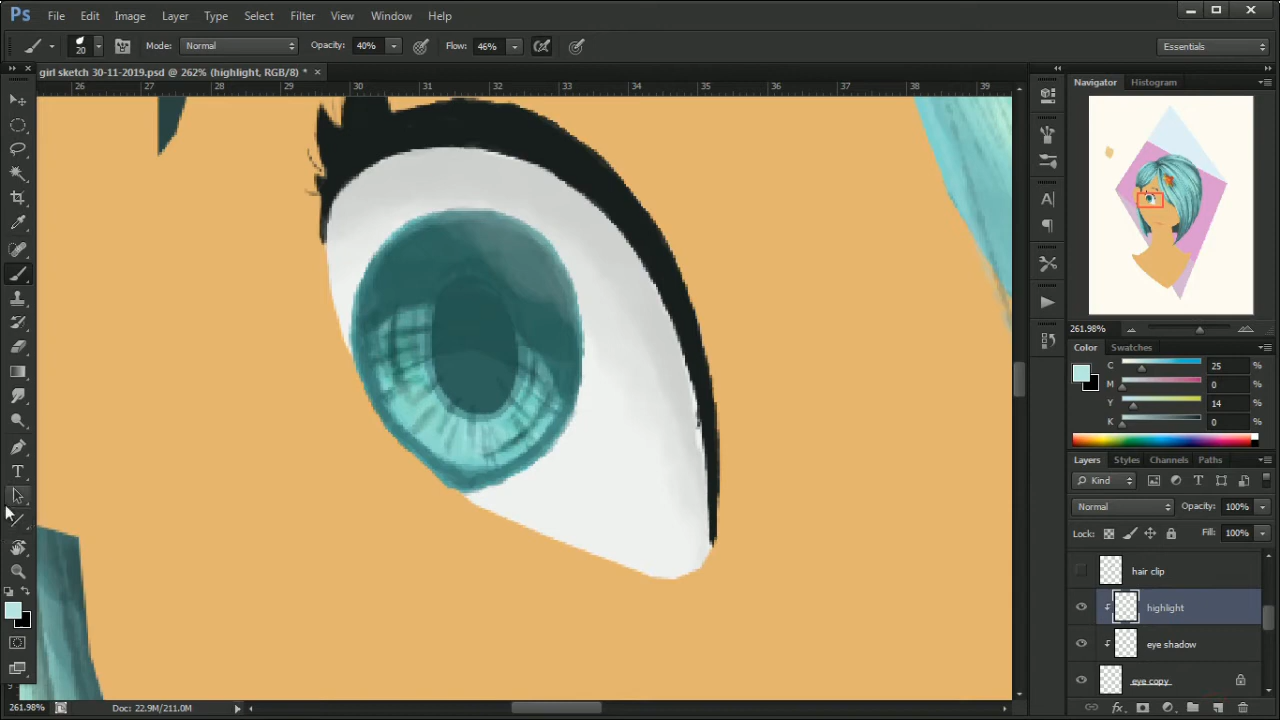 Ps File Edit Image Layer Type Select Filter View Window Help
20 Mode: Normal Opacity: 40% Flow: 46% Essentials
girl sketch 30-11-2019.psd @ 262% (highlight, RGB/8) * ×
26 27 28 29 30 31 32 33 34 35 36 37 38 39
Navigator Histogram
261.98%
Color Swatches
C 25 %
M 0 %
Y 14 %
K 0 %
Layers Styles Channels Paths
Kind
Normal Opacity: 100%
Lock: Fill: 100%
hair clip
highlight
eye shadow
eye copy
261.98% Doc: 22.9M/211.0M